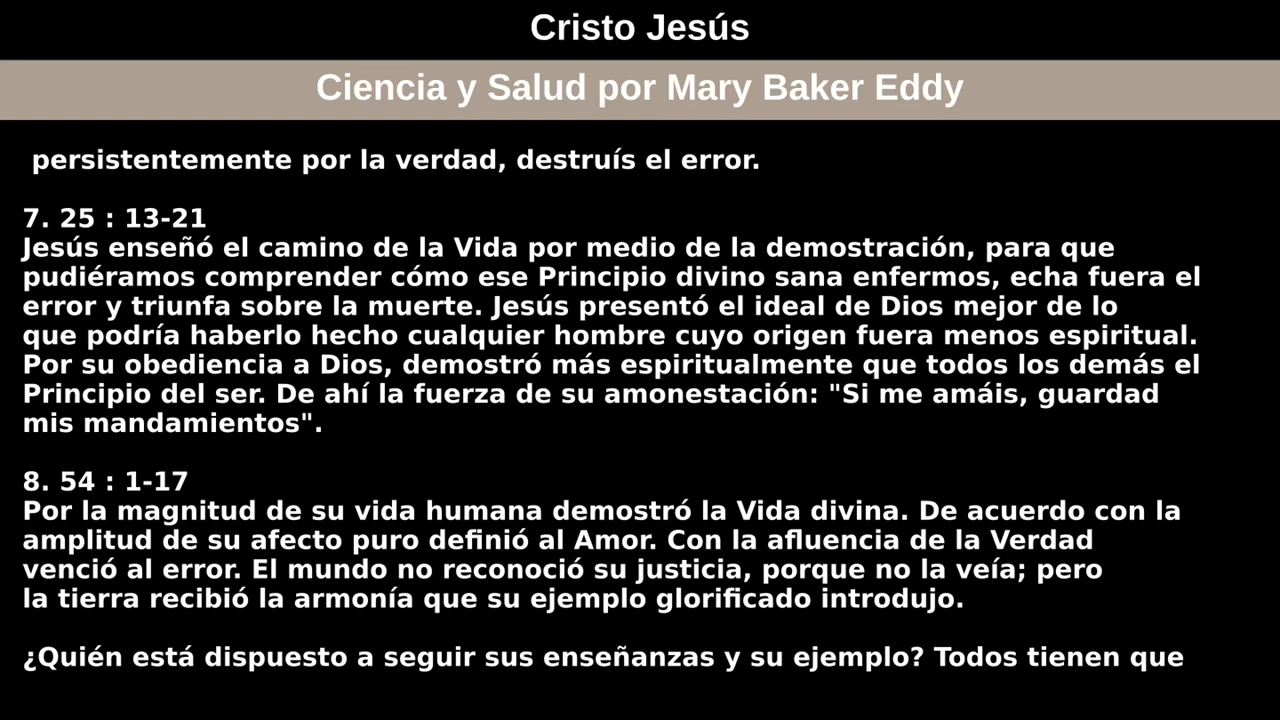 Cristo Jesús
Ciencia y Salud por Mary Baker Eddy
persistentemente por la verdad, destruís el error.
7. 25 : 13-21
Jesús enseñó el camino de la Vida por medio de la demostración, para que
pudiéramos comprender cómo ese Principio divino sana enfermos, echa fuera el
error y triunfa sobre la muerte. Jesús presentó el ideal de Dios mejor de lo
que podría haberlo hecho cualquier hombre cuyo origen fuera menos espiritual.
Por su obediencia a Dios, demostró más espiritualmente que todos los demás el
Principio del ser. De ahí la fuerza de su amonestación: "Si me amáis, guardad
mis mandamientos".
8. 54 : 1-17
Por la magnitud de su vida humana demostró la Vida divina. De acuerdo con la
amplitud de su afecto puro definió al Amor. Con la afluencia de la Verdad
venció al error. El mundo no reconoció su justicia, porque no la veía; pero
la tierra recibió la armonía que su ejemplo glorificado introdujo.
¿Quién está dispuesto a seguir sus enseñanzas y su ejemplo? Todos tienen que